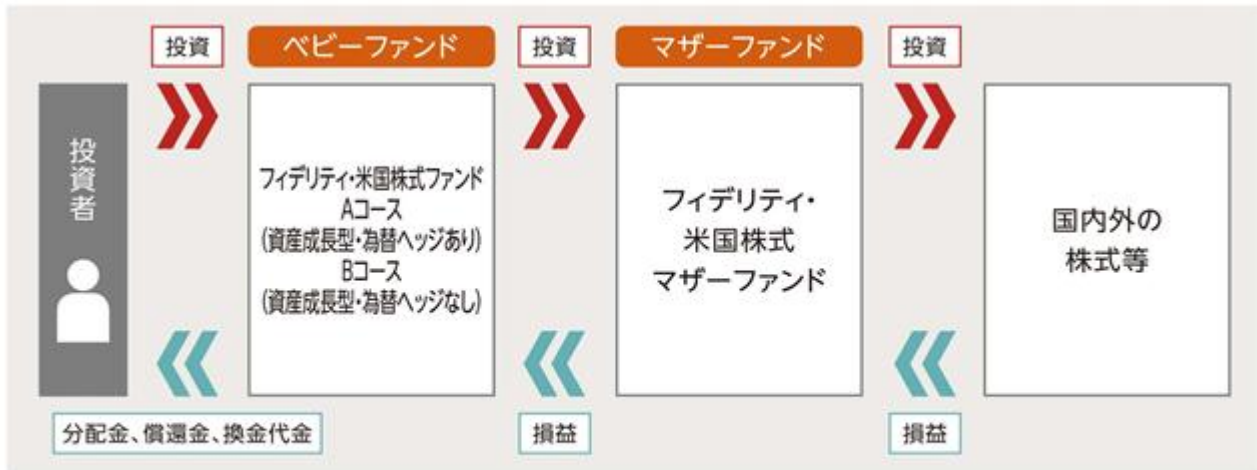 投資
ベビーファンド
投資
マザーファンド
投資
投資者
フィデリティ・米国株式ファンド
Aコース
(資産成長型・為替ヘッジあり)
Bコース
(資産成長型・為替ヘッジなし)
フィデリティ・
米国株式
マザーファンド
国内外の
株式等
分配金、償還金、換金代金
損益
損益